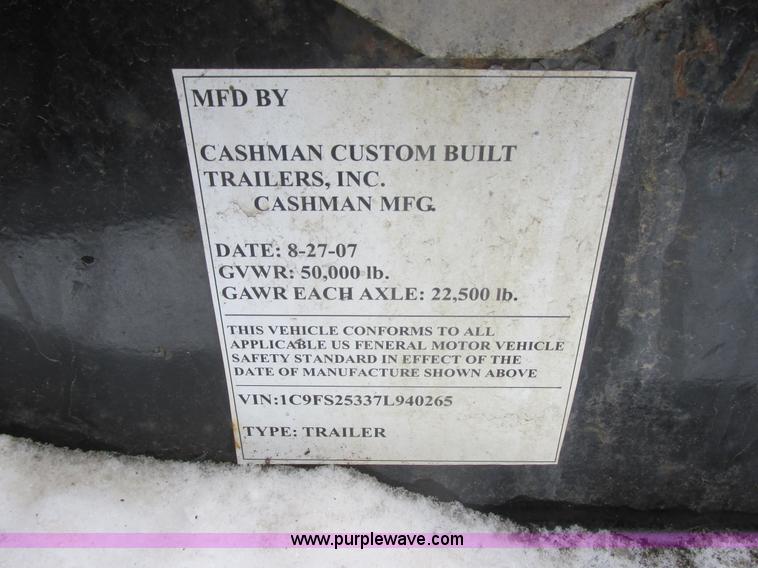 MFD BY
CASHMAN CUSTOM BUILT
TRAILERS, INC.
CASHMAN MFG.
DATE: 8-27-07
GVWR: 50,000 lb.
GAWR EACH AXLE: 22,500 lb.
THIS VEHICLE CONFORMS TO ALL
APPLICABLE US FENERAL MOTOR VEHICLE
SAFETY STANDARD IN EFFECT OF THE
DATE OF MANUFACTURE SHOWN ABOVE
VIN:1C9FS25337L940265
TYPE: TRAILER
www.purplewave.com